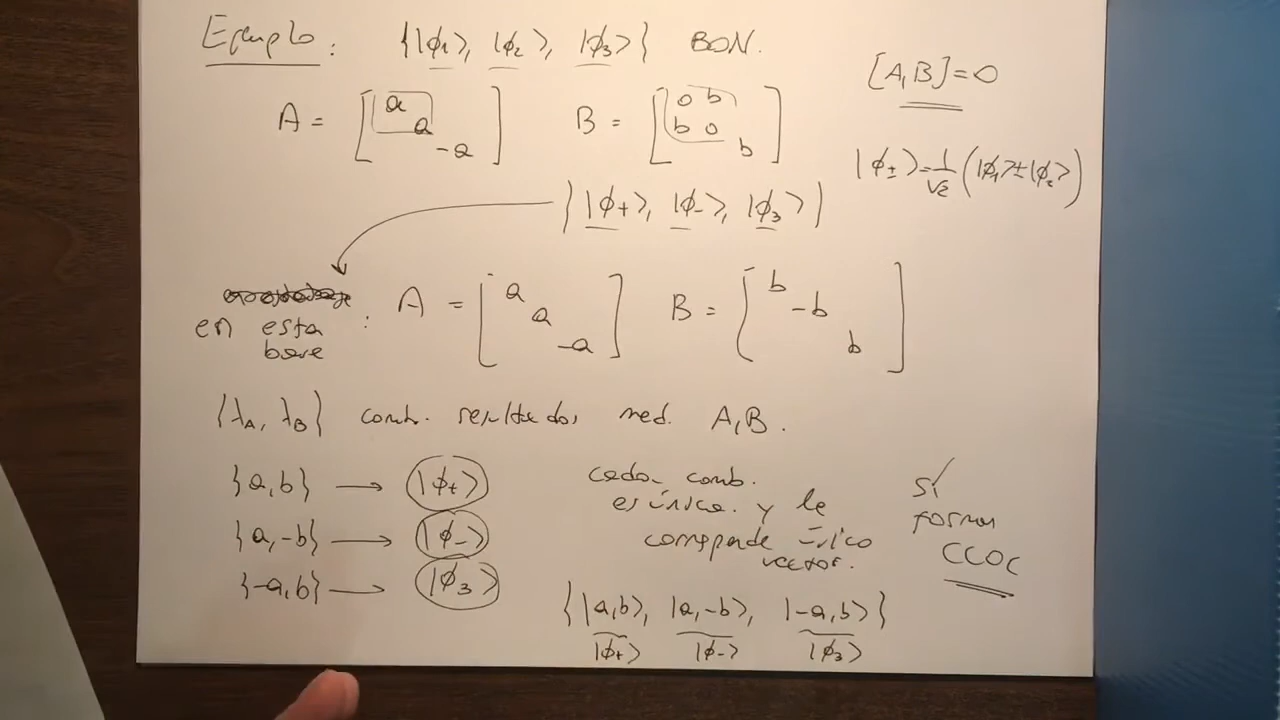 Ejemplo: {|ϕ₁>, |ϕ₂>, |ϕ₃>} BON.
[A,B]=0
A = [a a -a] B = [0 b b 0 b]
|ϕ±>=1/√2 (|ϕ₁>±|ϕ₂>)
{|ϕ+>, |ϕ->, |ϕ₃>}
en esta base : A = [a a -a] B = [b -b b]
{λA, λB} comb. resultados med. A,B.
{a,b} → |ϕ+>
{a,-b} → |ϕ->
{-a,b} → |ϕ₃>
cada comb.
es única y le
corresponde único
vector.
sí
forman
CCOC
{|a,b>, |a,-b>, |-a,b>}
|ϕ+> |ϕ-> |ϕ₃>